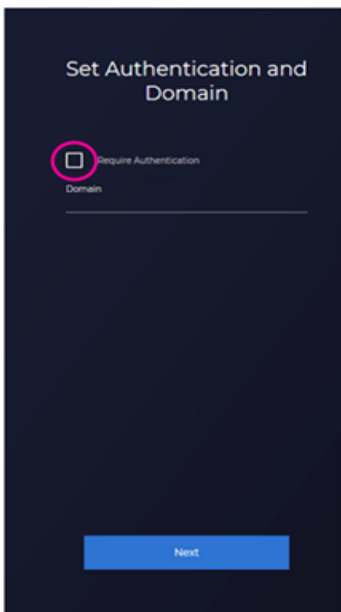 Set Authentication and
Domain
Require Authentication
Domain
Next